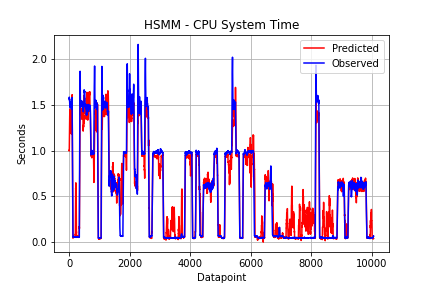 HSMM - CPU System Time
Predicted
Observed
2.0
1.5
1.0
0.5
0.0
Seconds
0 2000 4000 6000 8000 10000
Datapoint